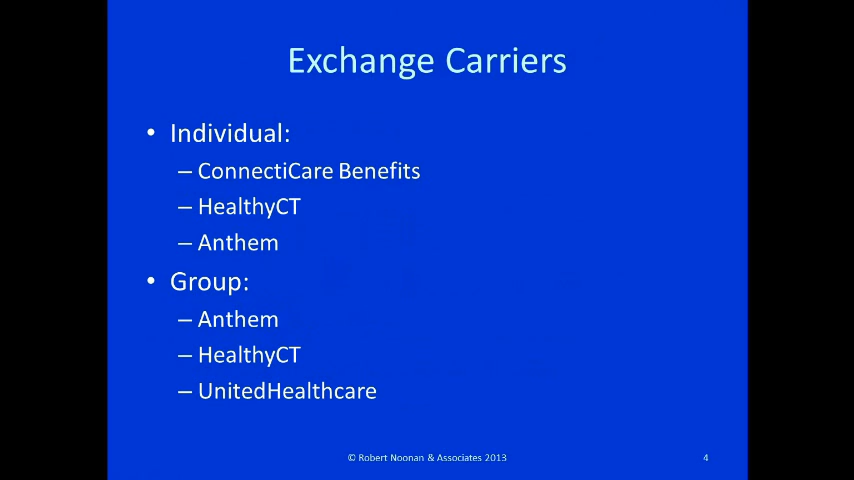 Exchange Carriers
• Individual:
– ConnectiCare Benefits
– HealthyCT
– Anthem
• Group:
– Anthem
– HealthyCT
– UnitedHealthcare
© Robert Noonan & Associates 2013
4